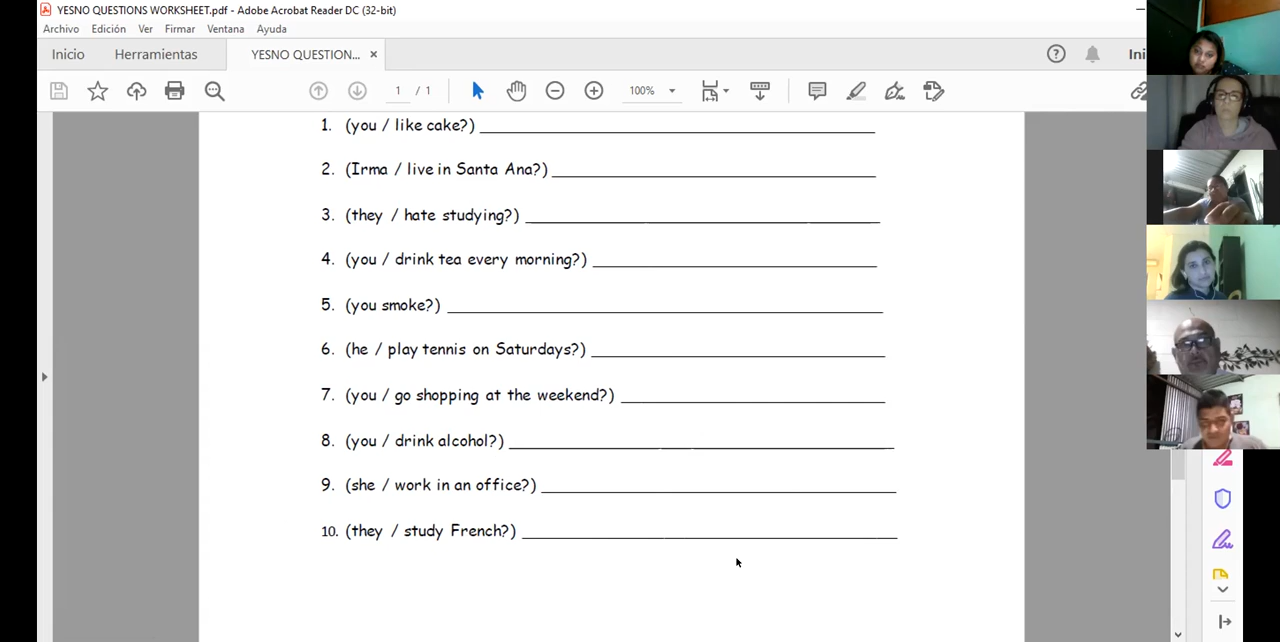 YESNO QUESTIONS WORKSHEET.pdf - Adobe Acrobat Reader DC (32-bit)
Archivo Edición Ver Firmar Ventana Ayuda
Inicio Herramientas YESNO QUESTION... × Ini
1 / 1 100%
1. (you / like cake?)
2. (Irma / live in Santa Ana?)
3. (they / hate studying?)
4. (you / drink tea every morning?)
5. (you smoke?)
6. (he / play tennis on Saturdays?)
7. (you / go shopping at the weekend?)
8. (you / drink alcohol?)
9. (she / work in an office?)
10. (they / study French?)